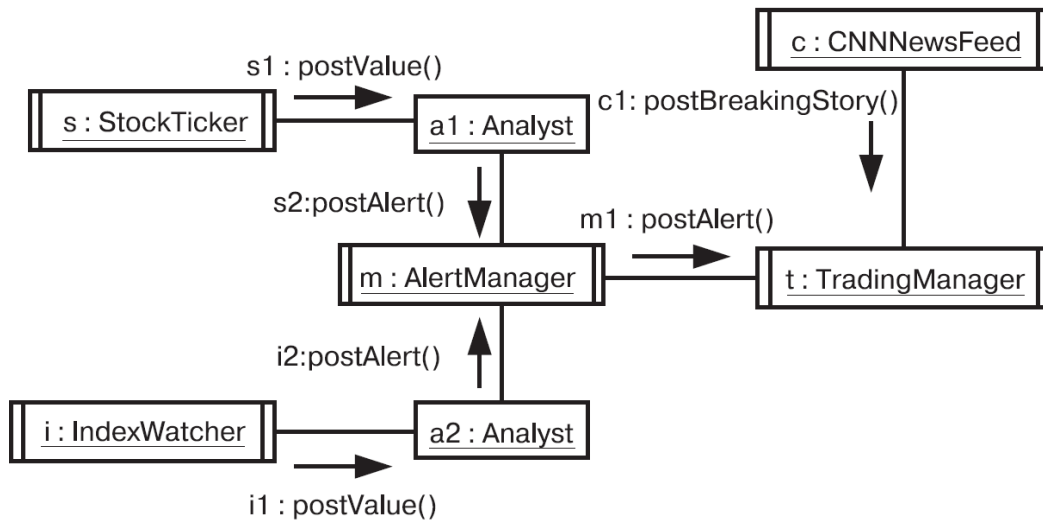 c : CNNNewsFeed
s1 : postValue()
c1: postBreakingStory()
s : StockTicker
a1 : Analyst
s2:postAlert()
m1 : postAlert()
m : AlertManager
t : TradingManager
i2:postAlert()
i : IndexWatcher
a2 : Analyst
i1 : postValue()